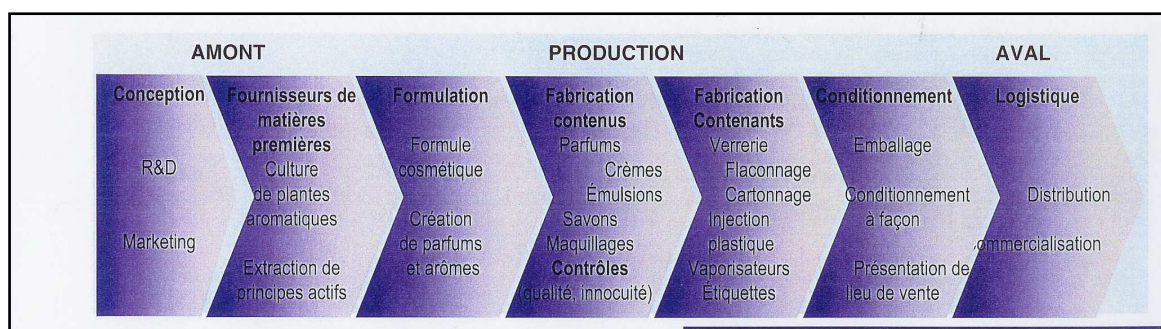 AMONT
PRODUCTION
AVAL
Conception
R&D
Marketing
Fournisseurs de
matières
premières
Culture
de plantes
aromatiques
Extraction de
principes actifs
Formulation
Formule
cosmétique
Création
de parfums
et arômes
Fabrication
contenus
Parfums
Crèmes
Émulsions
Savons
Maquillages
Contrôles
(qualité, innocuité)
Fabrication
Contenants
Verrerie
Flaconnage
Cartonnage
Injection
plastique
Vaporisateurs
Étiquettes
Conditionnement
Emballage
Conditionnement
à façon
Présentation de
lieu de vente
Logistique
Distribution
Commercialisation